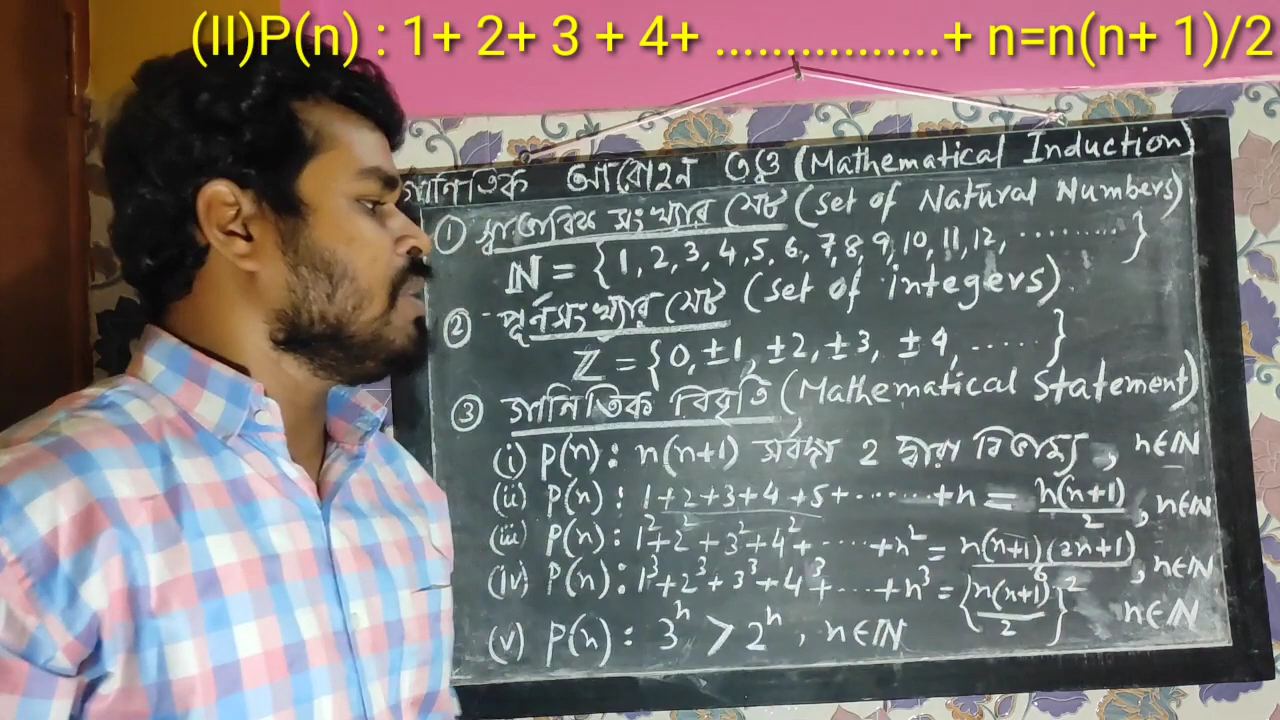 (II)P(n) : 1+ 2+ 3 + 4+ ................+ n=n(n+ 1)/2
গাণিতিক আরোহন তত্ত্ব (Mathematical Induction)
① স্বাভাবিক সংখ্যার সেট (Set of Natural Numbers)
ℕ = {1, 2, 3, 4, 5, 6, 7, 8, 9, 10, 11, 12, ........ }
② পূর্নসংখ্যার সেট (Set of integers)
ℤ = {0, ±1, ±2, ±3, ±4, ...... }
③ গানিতিক বিবৃতি (Mathematical Statement)
(i) P(n) : n(n+1) সর্বদা 2 দ্বারা বিভাজ্য, n∈ℕ
(ii) P(n) : 1+2+3+4+5+ ...... +n = n(n+1)/2, n∈ℕ
(iii) P(n) : 1²+2²+3²+4²+ ..... +n² = n(n+1)(2n+1)/6, n∈ℕ
(iv) P(n) : 1³+2³+3³+4³+ ..... +n³ = {n(n+1)/2}² n∈ℕ
(v) P(n) : 3ⁿ > 2ⁿ, n∈ℕ